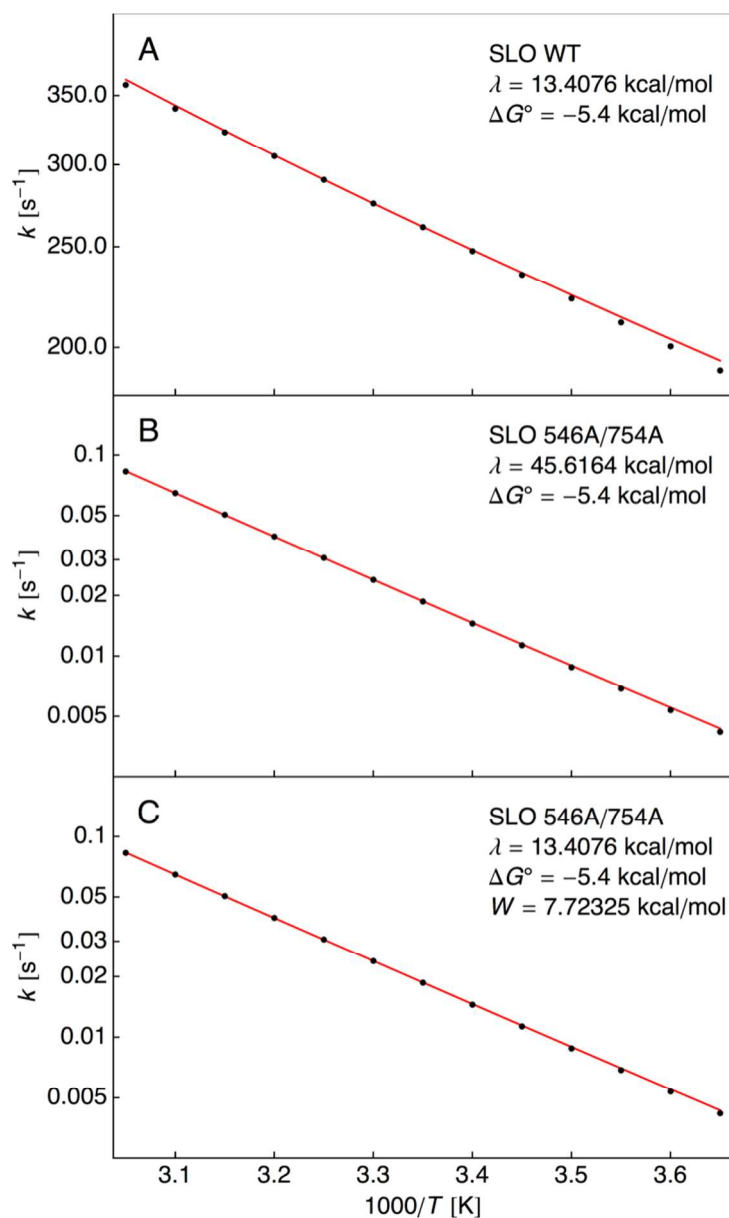 A
SLO WT
λ = 13.4076 kcal/mol
ΔG° = −5.4 kcal/mol
350.0
300.0
250.0
200.0
k [s⁻¹]
B
SLO 546A/754A
λ = 45.6164 kcal/mol
ΔG° = −5.4 kcal/mol
0.1
0.05
0.03
0.02
0.01
0.005
k [s⁻¹]
C
SLO 546A/754A
λ = 13.4076 kcal/mol
ΔG° = −5.4 kcal/mol
W = 7.72325 kcal/mol
0.1
0.05
0.03
0.02
0.01
0.005
k [s⁻¹]
3.1 3.2 3.3 3.4 3.5 3.6
1000/T [K]